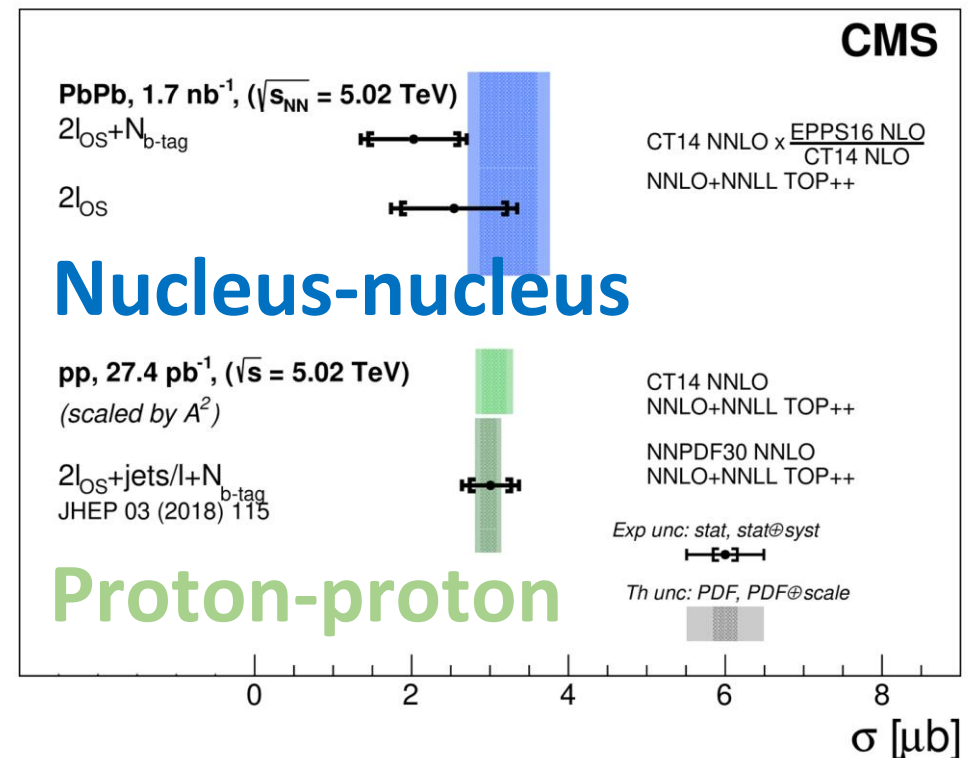 CMS
PbPb, 1.7 nb⁻¹, (√s_NN = 5.02 TeV)
2l_OS+N_b-tag
CT14 NNLO x EPPS16 NLO / CT14 NLO
NNLO+NNLL TOP++
2l_OS
Nucleus-nucleus
pp, 27.4 pb⁻¹, (√s = 5.02 TeV)
(scaled by A²)
CT14 NNLO
NNLO+NNLL TOP++
2l_OS+jets/l+N_b-tag
JHEP 03 (2018) 115
NNPDF30 NNLO
NNLO+NNLL TOP++
Exp unc: stat, stat⊕syst
Th unc: PDF, PDF⊕scale
Proton-proton
0 2 4 6 8
σ [μb]